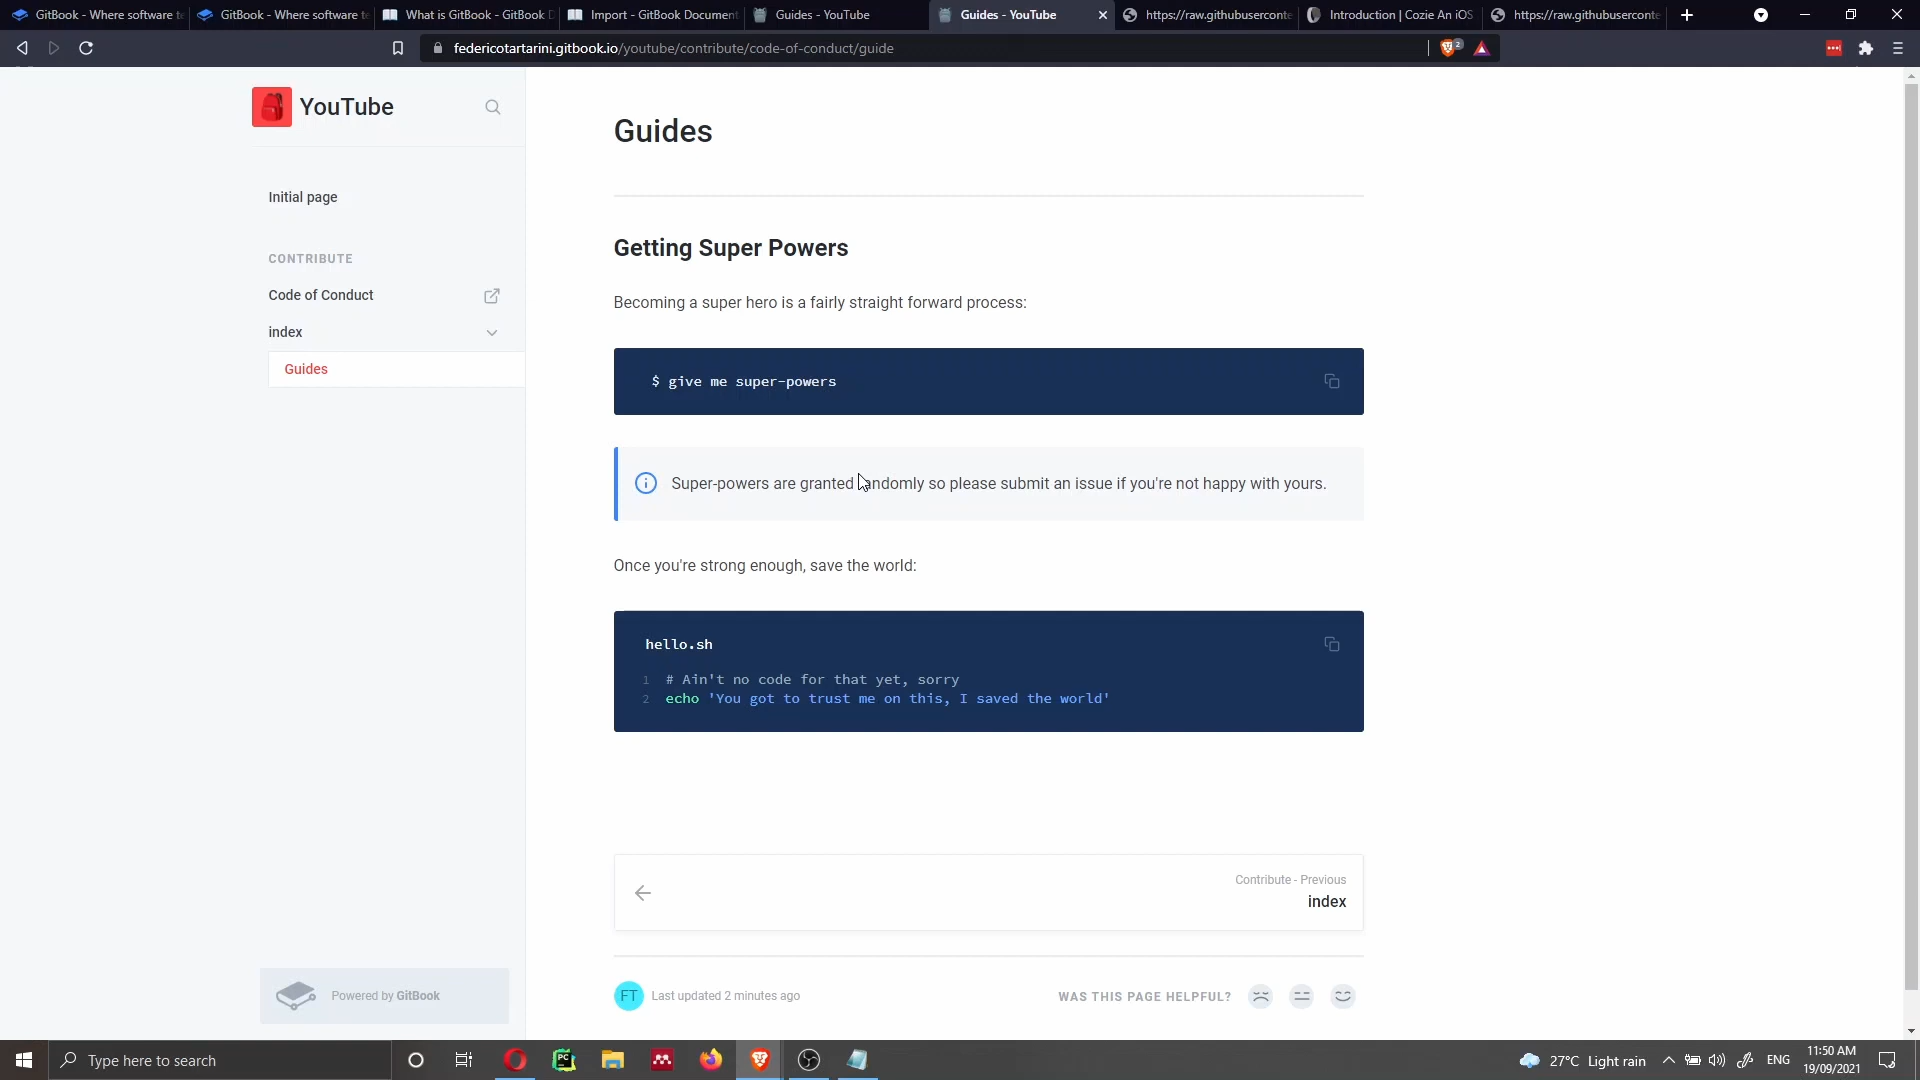 GitBook - Where software te
GitBook - Where software te
What is GitBook - GitBook D
Import - GitBook Document
Guides - YouTube
Guides - YouTube
https://raw.githubuserconte
Introduction | Cozie An iOS
https://raw.githubuserconte
federicotartarini.gitbook.io/youtube/contribute/code-of-conduct/guide
2
YouTube
Initial page
CONTRIBUTE
Code of Conduct
index
Guides
Powered by GitBook
Guides
Getting Super Powers
Becoming a super hero is a fairly straight forward process:
$ give me super-powers
Super-powers are granted randomly so please submit an issue if you're not happy with yours.
Once you're strong enough, save the world:
hello.sh
1 # Ain't no code for that yet, sorry
2 echo 'You got to trust me on this, I saved the world'
Contribute - Previous
index
FT Last updated 2 minutes ago
WAS THIS PAGE HELPFUL?
Type here to search
PC
27°C Light rain
ENG
11:50 AM
19/09/2021